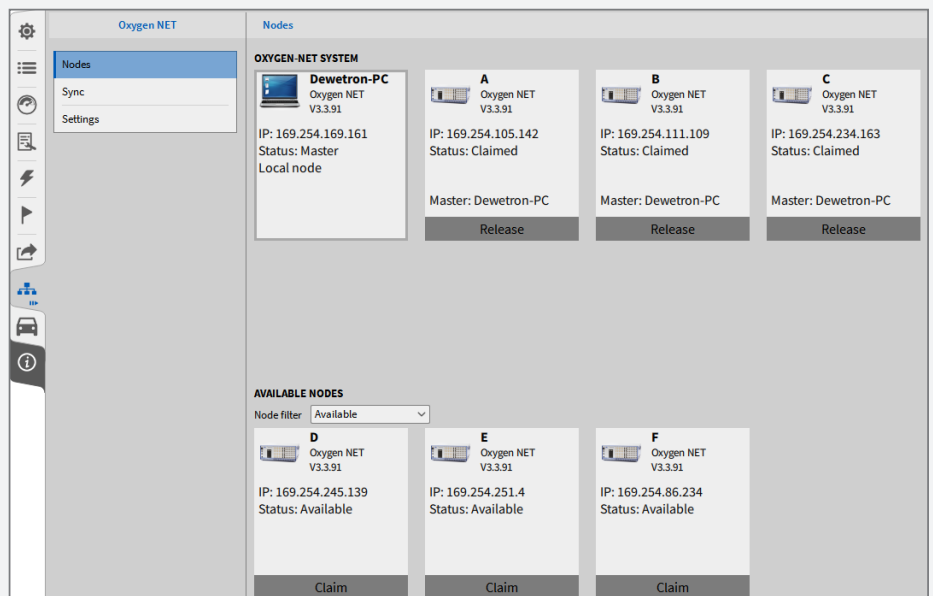 Oxygen NET
Nodes
Nodes
Sync
Settings
OXYGEN-NET SYSTEM
Dewetron-PC
Oxygen NET
V3.3.91
IP: 169.254.169.161
Status: Master
Local node
A
Oxygen NET
V3.3.91
IP: 169.254.105.142
Status: Claimed
Master: Dewetron-PC
Release
B
Oxygen NET
V3.3.91
IP: 169.254.111.109
Status: Claimed
Master: Dewetron-PC
Release
C
Oxygen NET
V3.3.91
IP: 169.254.234.163
Status: Claimed
Master: Dewetron-PC
Release
AVAILABLE NODES
Node filter Available
D
Oxygen NET
V3.3.91
IP: 169.254.245.139
Status: Available
Claim
E
Oxygen NET
V3.3.91
IP: 169.254.251.4
Status: Available
Claim
F
Oxygen NET
V3.3.91
IP: 169.254.86.234
Status: Available
Claim